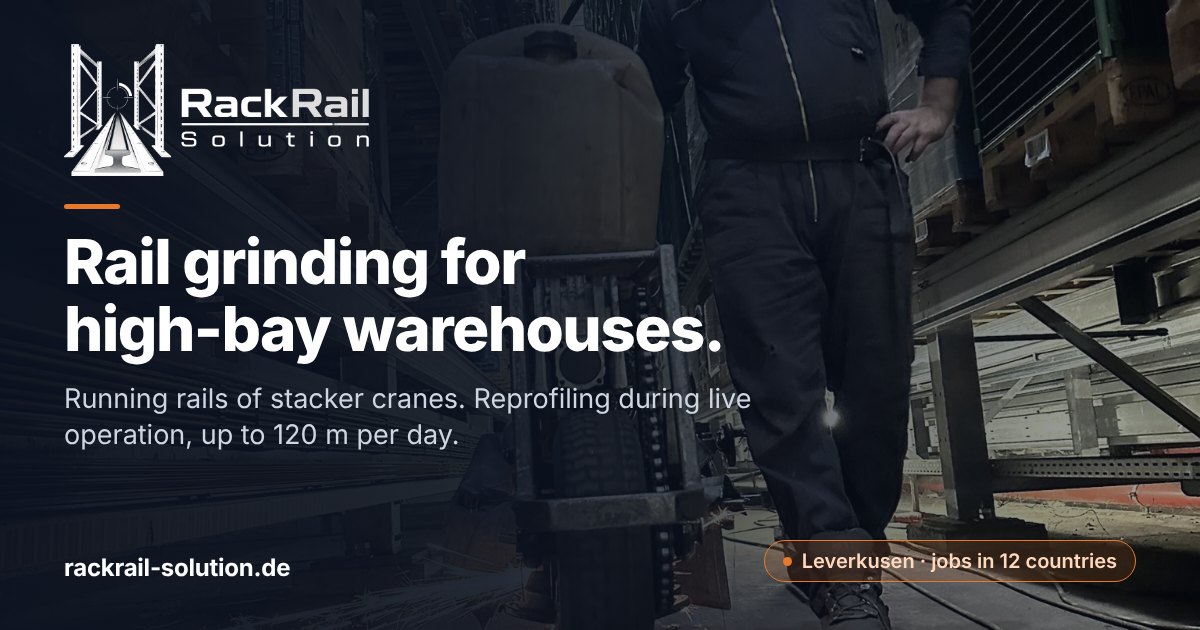 RackRail
Solution
Rail grinding for
high-bay warehouses.
Running rails of stacker cranes. Reprofiling during live
operation, up to 120 m per day.
rackrail-solution.de
Leverkusen · jobs in 12 countries